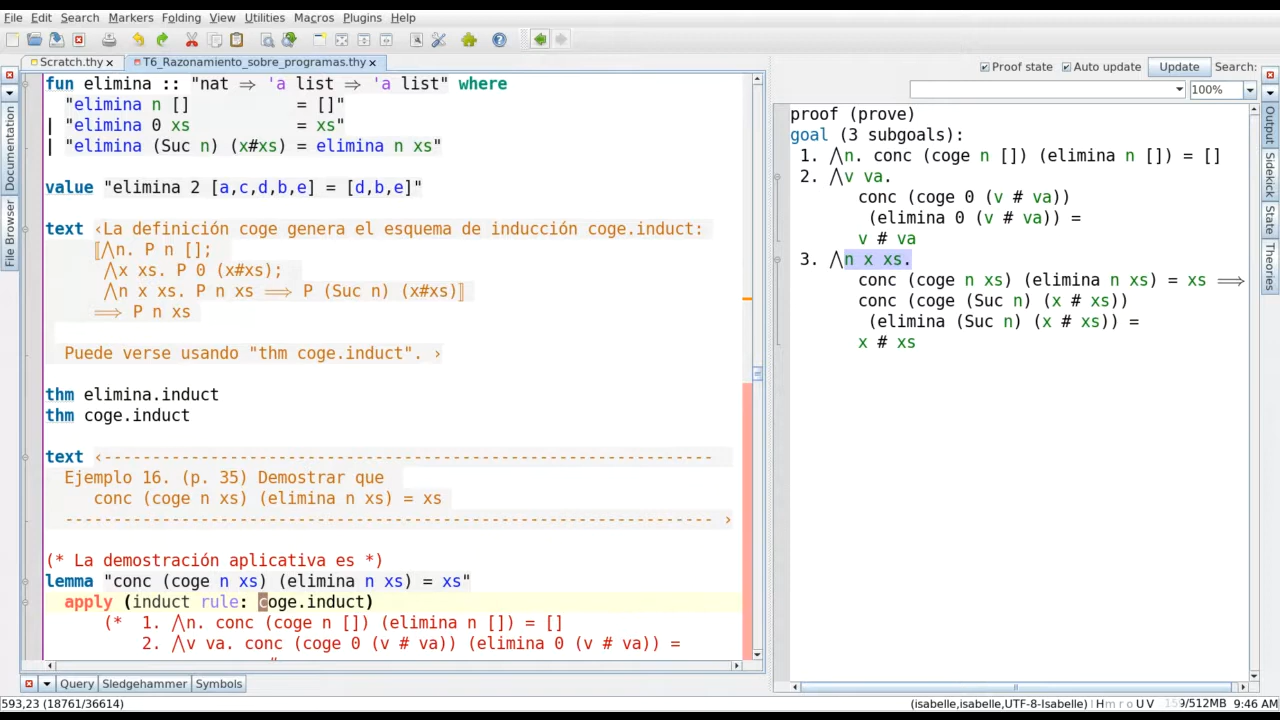 File Edit Search Markers Folding View Utilities Macros Plugins Help
Scratch.thy
T6_Razonamiento_sobre_programas.thy
Documentation
File Browser
fun elimina :: "nat ⇒ 'a list ⇒ 'a list" where
"elimina n [] = []"
| "elimina 0 xs = xs"
| "elimina (Suc n) (x#xs) = elimina n xs"
value "elimina 2 [a,c,d,b,e] = [d,b,e]"
text ‹La definición coge genera el esquema de inducción coge.induct:
⟦⋀n. P n [];
⋀x xs. P 0 (x#xs);
⋀n x xs. P n xs ⟹ P (Suc n) (x#xs)⟧
⟹ P n xs
Puede verse usando "thm coge.induct". ›
thm elimina.induct
thm coge.induct
text ‹----------------------------------------------------------------
Ejemplo 16. (p. 35) Demostrar que
conc (coge n xs) (elimina n xs) = xs
------------------------------------------------------------------- ›
(* La demostración aplicativa es *)
lemma "conc (coge n xs) (elimina n xs) = xs"
apply (induct rule: coge.induct)
(* 1. ⋀n. conc (coge n []) (elimina n []) = []
2. ⋀v va. conc (coge 0 (v # va)) (elimina 0 (v # va)) =
Query Sledgehammer Symbols
593,23 (18761/36614)
Proof state Auto update Update Search:
100%
proof (prove)
goal (3 subgoals):
1. ⋀n. conc (coge n []) (elimina n []) = []
2. ⋀v va.
conc (coge 0 (v # va))
(elimina 0 (v # va)) =
v # va
3. ⋀n x xs.
conc (coge n xs) (elimina n xs) = xs ⟹
conc (coge (Suc n) (x # xs))
(elimina (Suc n) (x # xs)) =
x # xs
Output
Sidekick
State
Theories
(isabelle,isabelle,UTF-8-Isabelle) | H m r o U V /512MB 9:46 AM